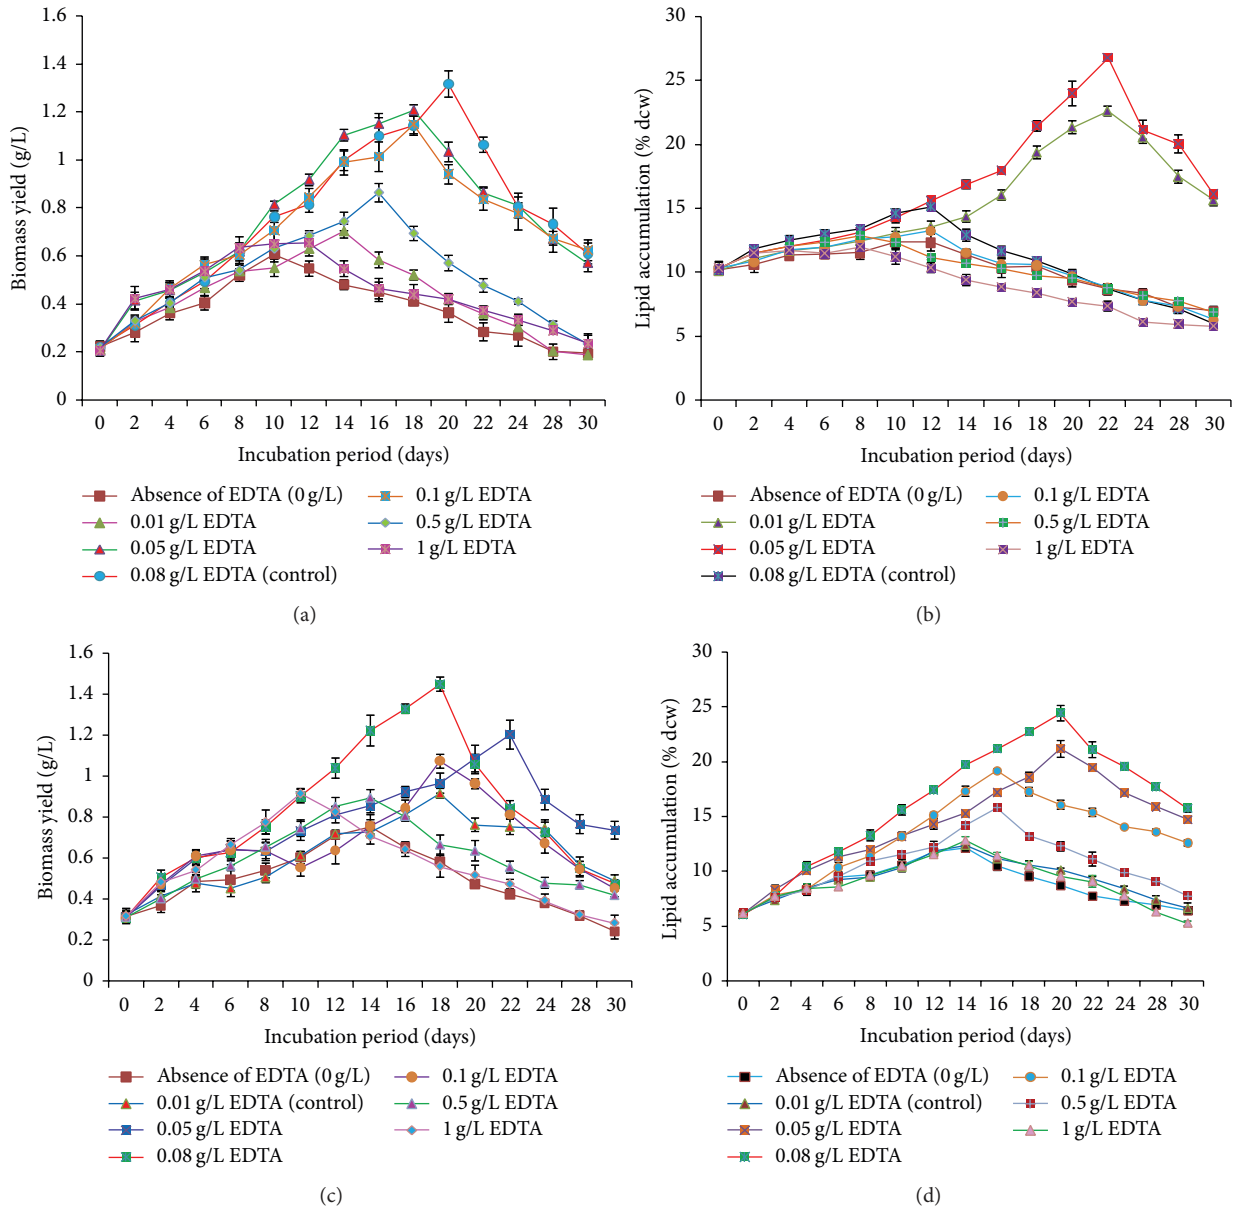 1.6
1.4
1.2
1
0.8
0.6
0.4
0.2
0
Biomass yield (g/L)
0 2 4 6 8 10 12 14 16 18 20 22 24 28 30
Incubation period (days)
Absence of EDTA (0 g/L)
0.01 g/L EDTA
0.05 g/L EDTA
0.08 g/L EDTA (control)
0.1 g/L EDTA
0.5 g/L EDTA
1 g/L EDTA
(a)
30
25
20
15
10
5
0
Lipid accumulation (% dcw)
0 2 4 6 8 10 12 14 16 18 20 22 24 28 30
Incubation period (days)
Absence of EDTA (0 g/L)
0.01 g/L EDTA
0.05 g/L EDTA
0.08 g/L EDTA (control)
0.1 g/L EDTA
0.5 g/L EDTA
1 g/L EDTA
(b)
1.6
1.4
1.2
1
0.8
0.6
0.4
0.2
0
Biomass yield (g/L)
0 2 4 6 8 10 12 14 16 18 20 22 24 28 30
Incubation period (days)
Absence of EDTA (0 g/L)
0.01 g/L EDTA (control)
0.05 g/L EDTA
0.08 g/L EDTA
0.1 g/L EDTA
0.5 g/L EDTA
1 g/L EDTA
(c)
30
25
20
15
10
5
0
Lipid accumulation (% dcw)
0 2 4 6 8 10 12 14 16 18 20 22 24 28 30
Incubation period (days)
Absence of EDTA (0 g/L)
0.01 g/L EDTA (control)
0.05 g/L EDTA
0.08 g/L EDTA
0.1 g/L EDTA
0.5 g/L EDTA
1 g/L EDTA
(d)